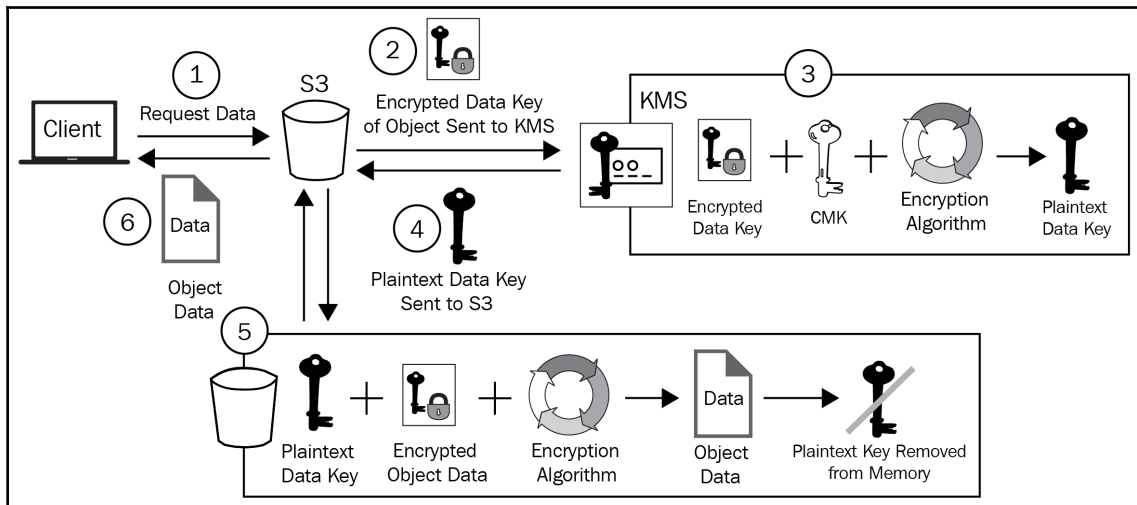 1
Request Data
Client
6
Data
Object
Data
S3
2
Encrypted Data Key
of Object Sent to KMS
4
Plaintext Data Key
Sent to S3
3
KMS
Encrypted
Data Key
CMK
Encryption
Algorithm
Plaintext
Data Key
5
Plaintext
Data Key
Encrypted
Object Data
Encryption
Algorithm
Data
Object
Data
Plaintext Key Removed
from Memory